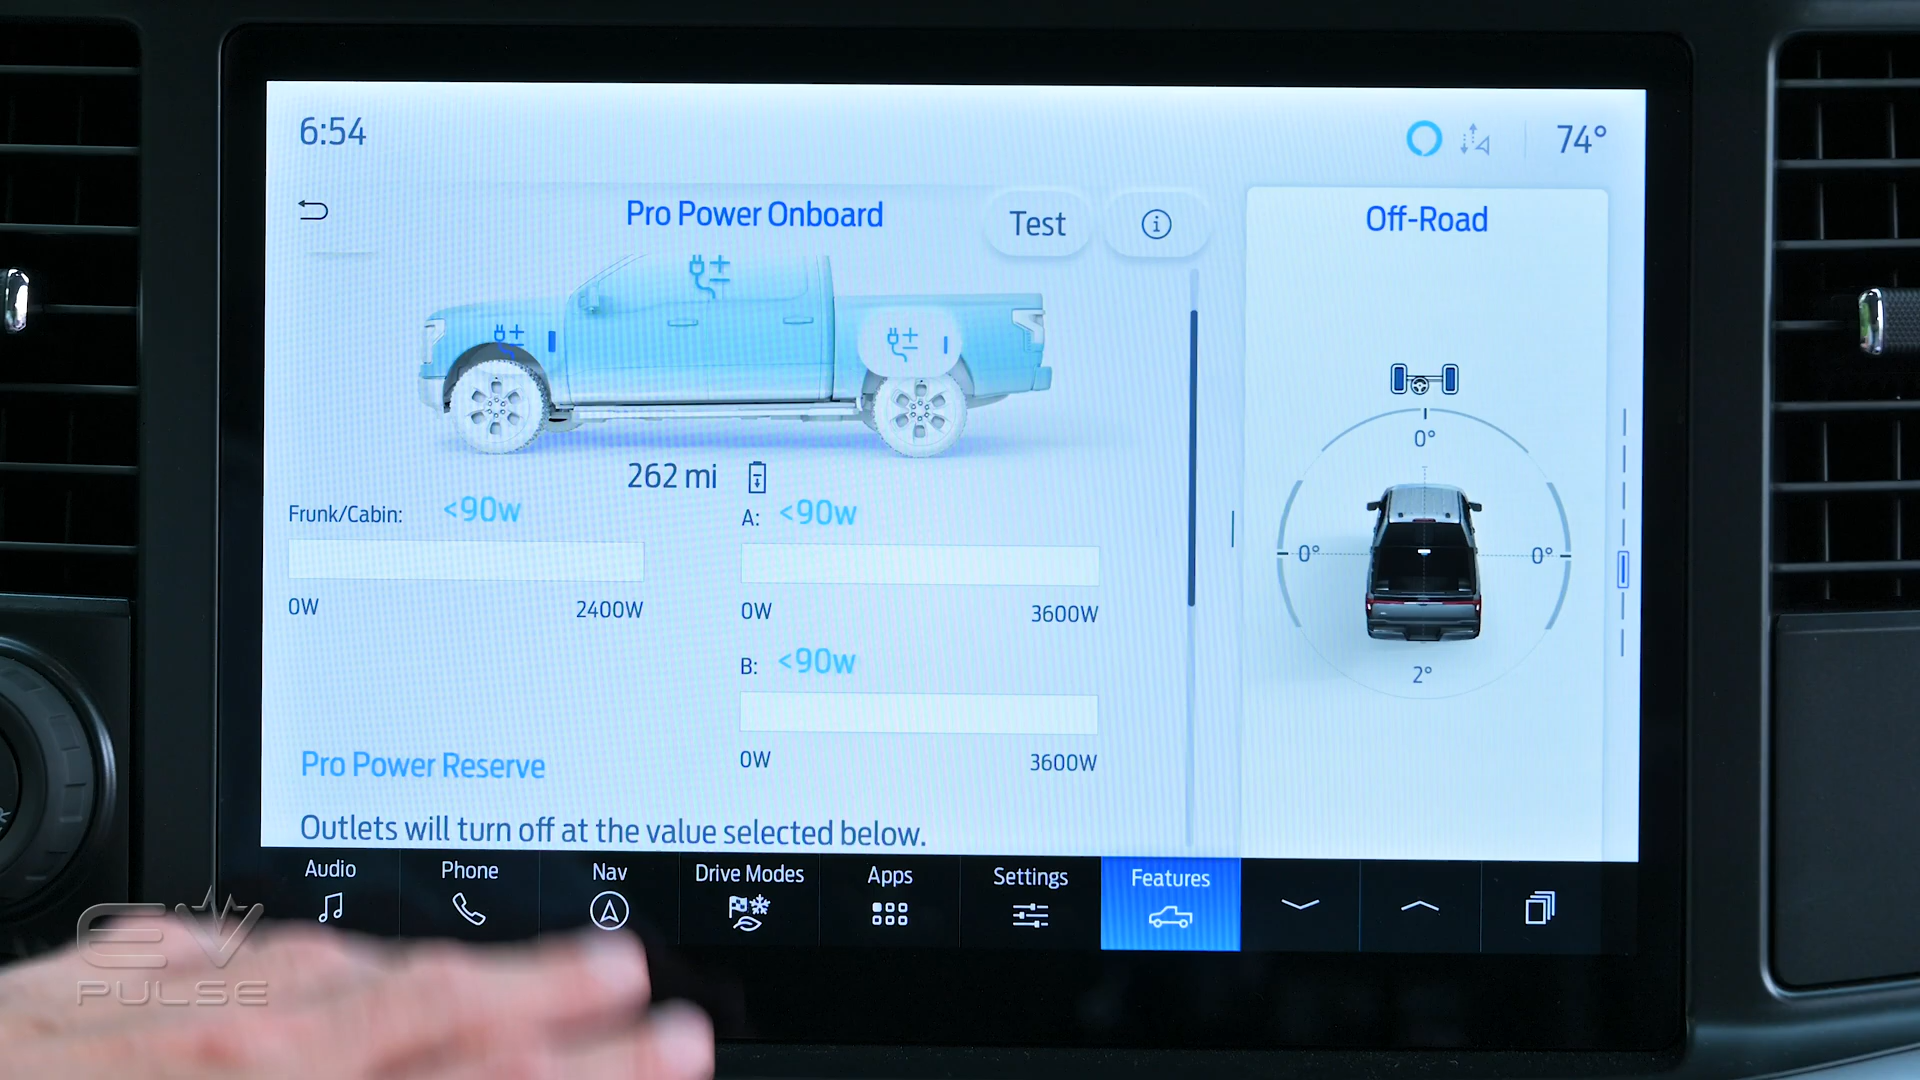 6:54
74°
Pro Power Onboard
Test
Off-Road
262 mi
Frunk/Cabin: <90w
0W 2400W
A: <90w
0W 3600W
B: <90w
0W 3600W
0°
0° 0°
2°
Pro Power Reserve
Outlets will turn off at the value selected below.
Audio Phone Nav Drive Modes Apps Settings Features
EV
PULSE